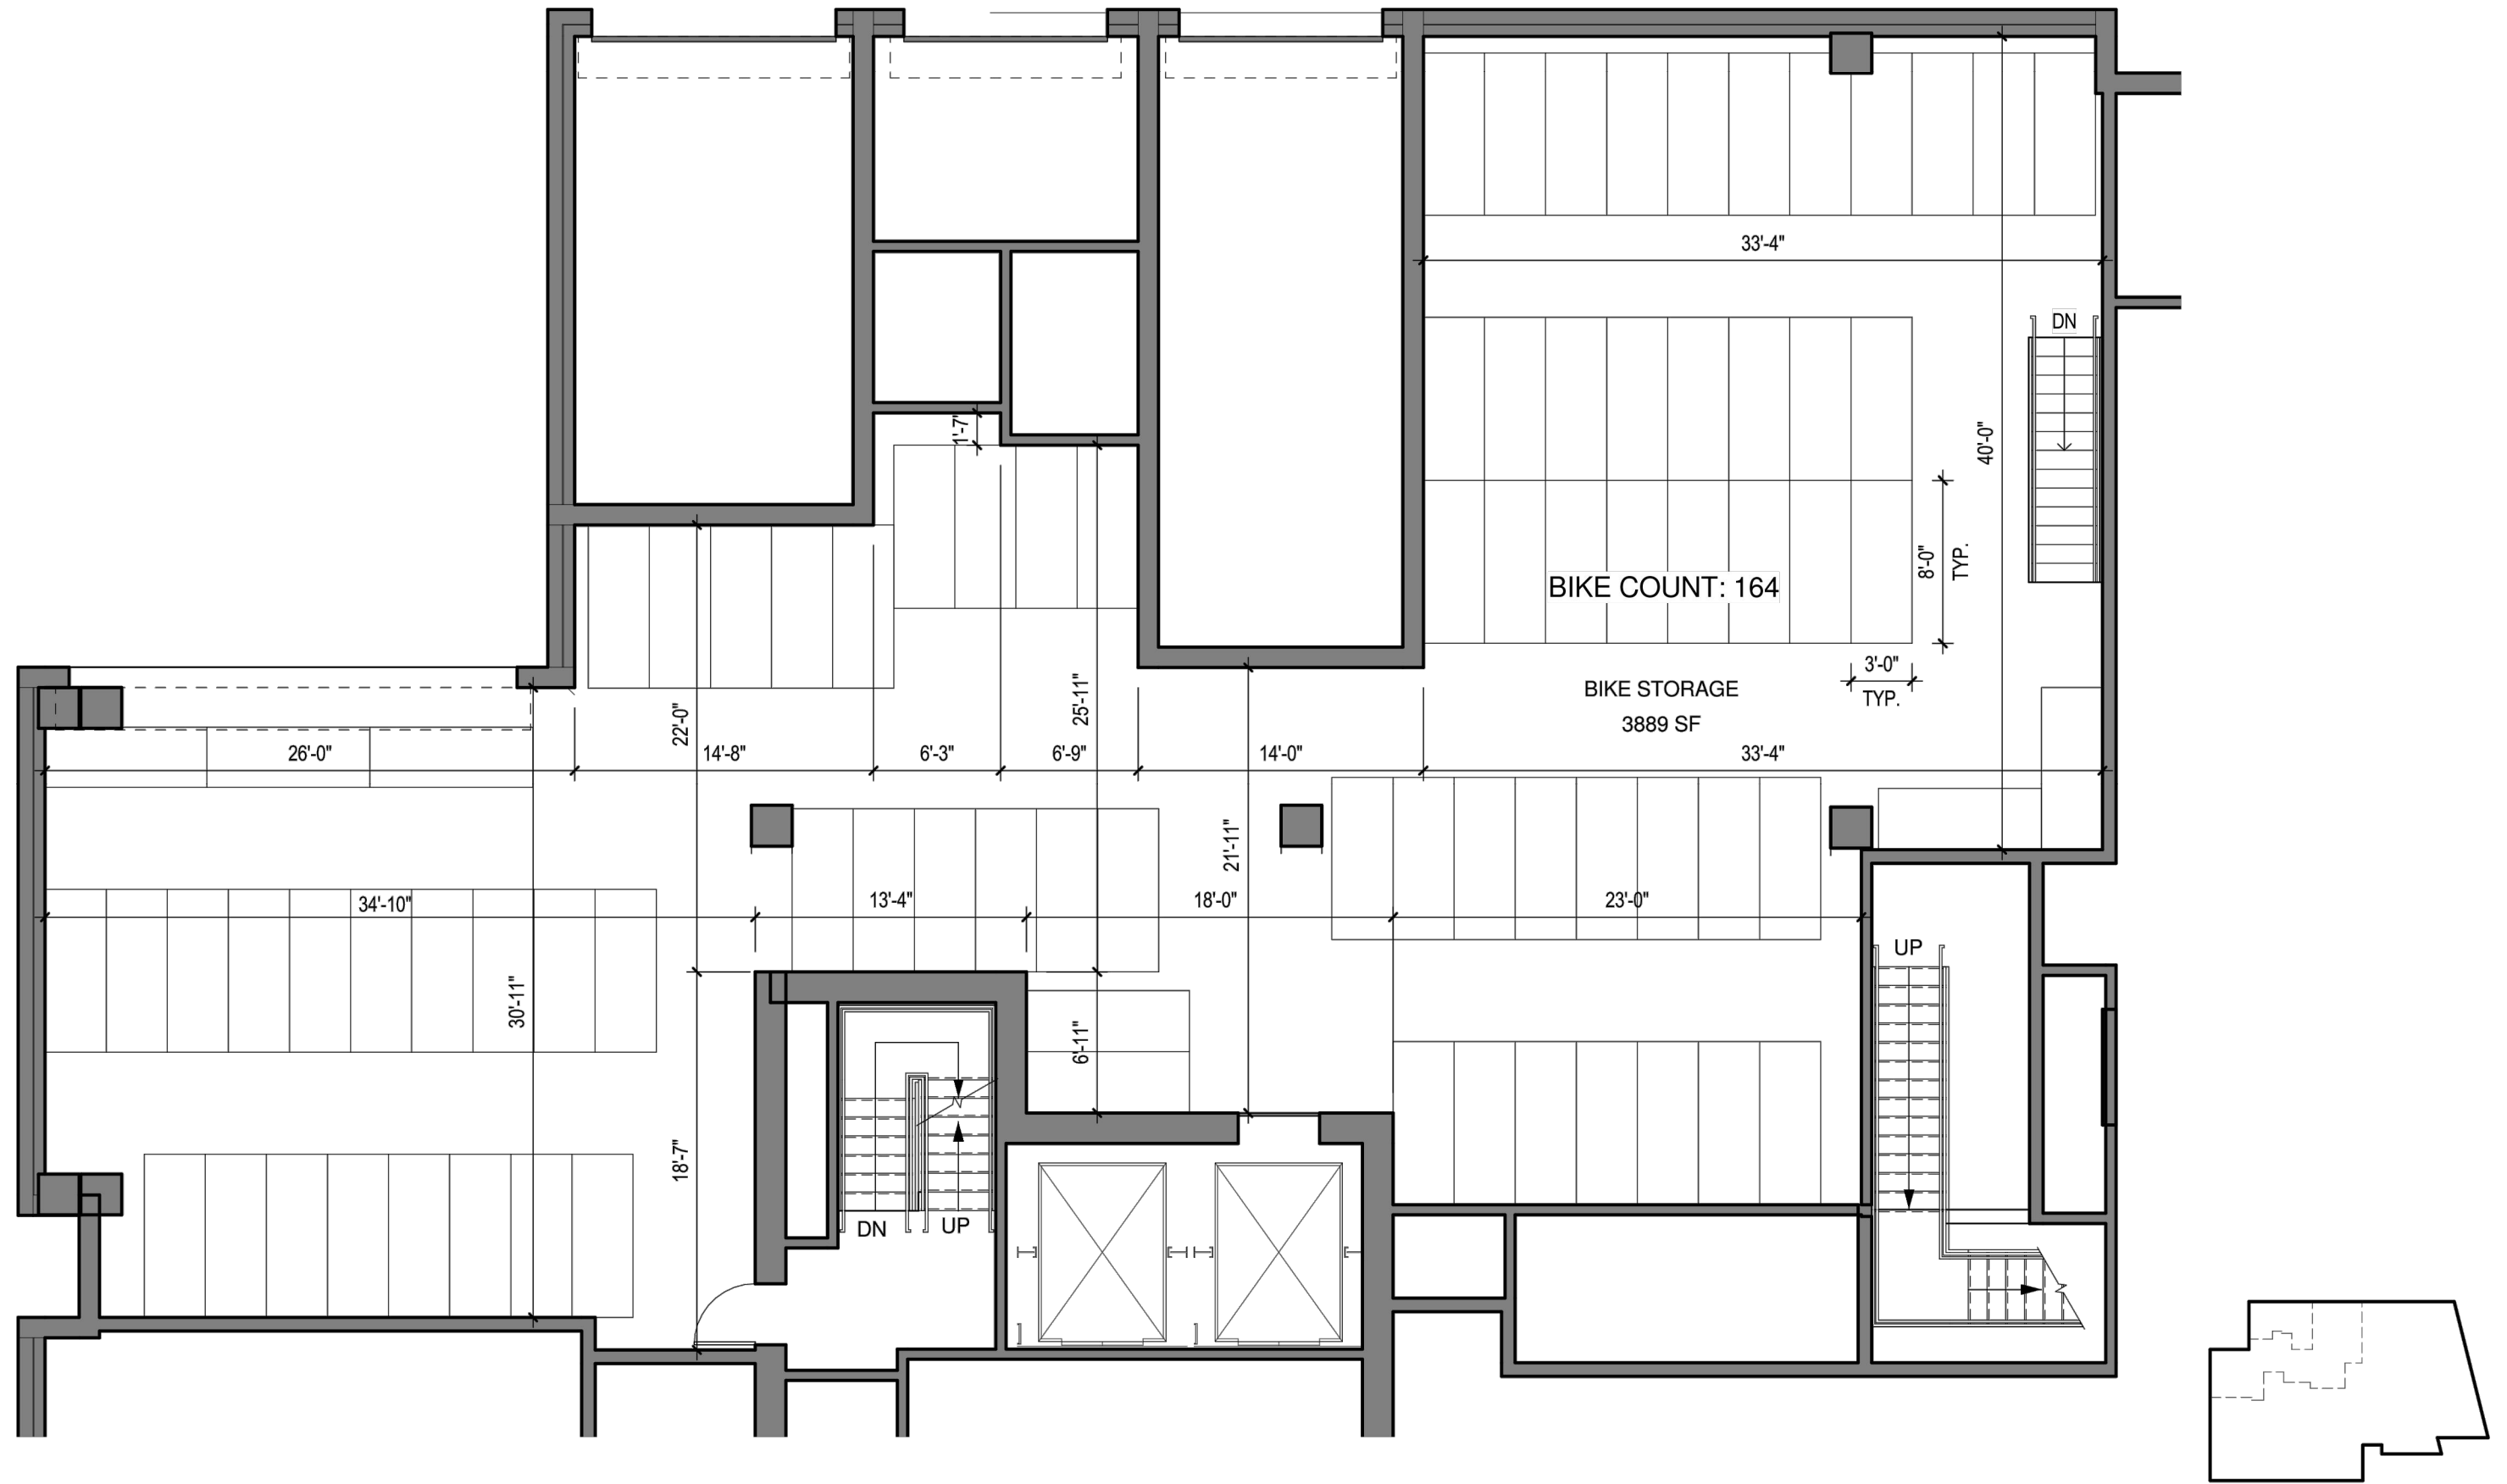 33'-4"
DN
1'-7"
40'-0"
8'-0"
TYP.
BIKE COUNT: 164
3'-0"
TYP.
BIKE STORAGE
3889 SF
22'-0"
25'-11"
26'-0"
14'-8"
6'-3"
6'-9"
14'-0"
33'-4"
21'-11"
34'-10"
13'-4"
18'-0"
23'-0"
UP
30'-11"
6'-11"
18'-7"
DN
UP